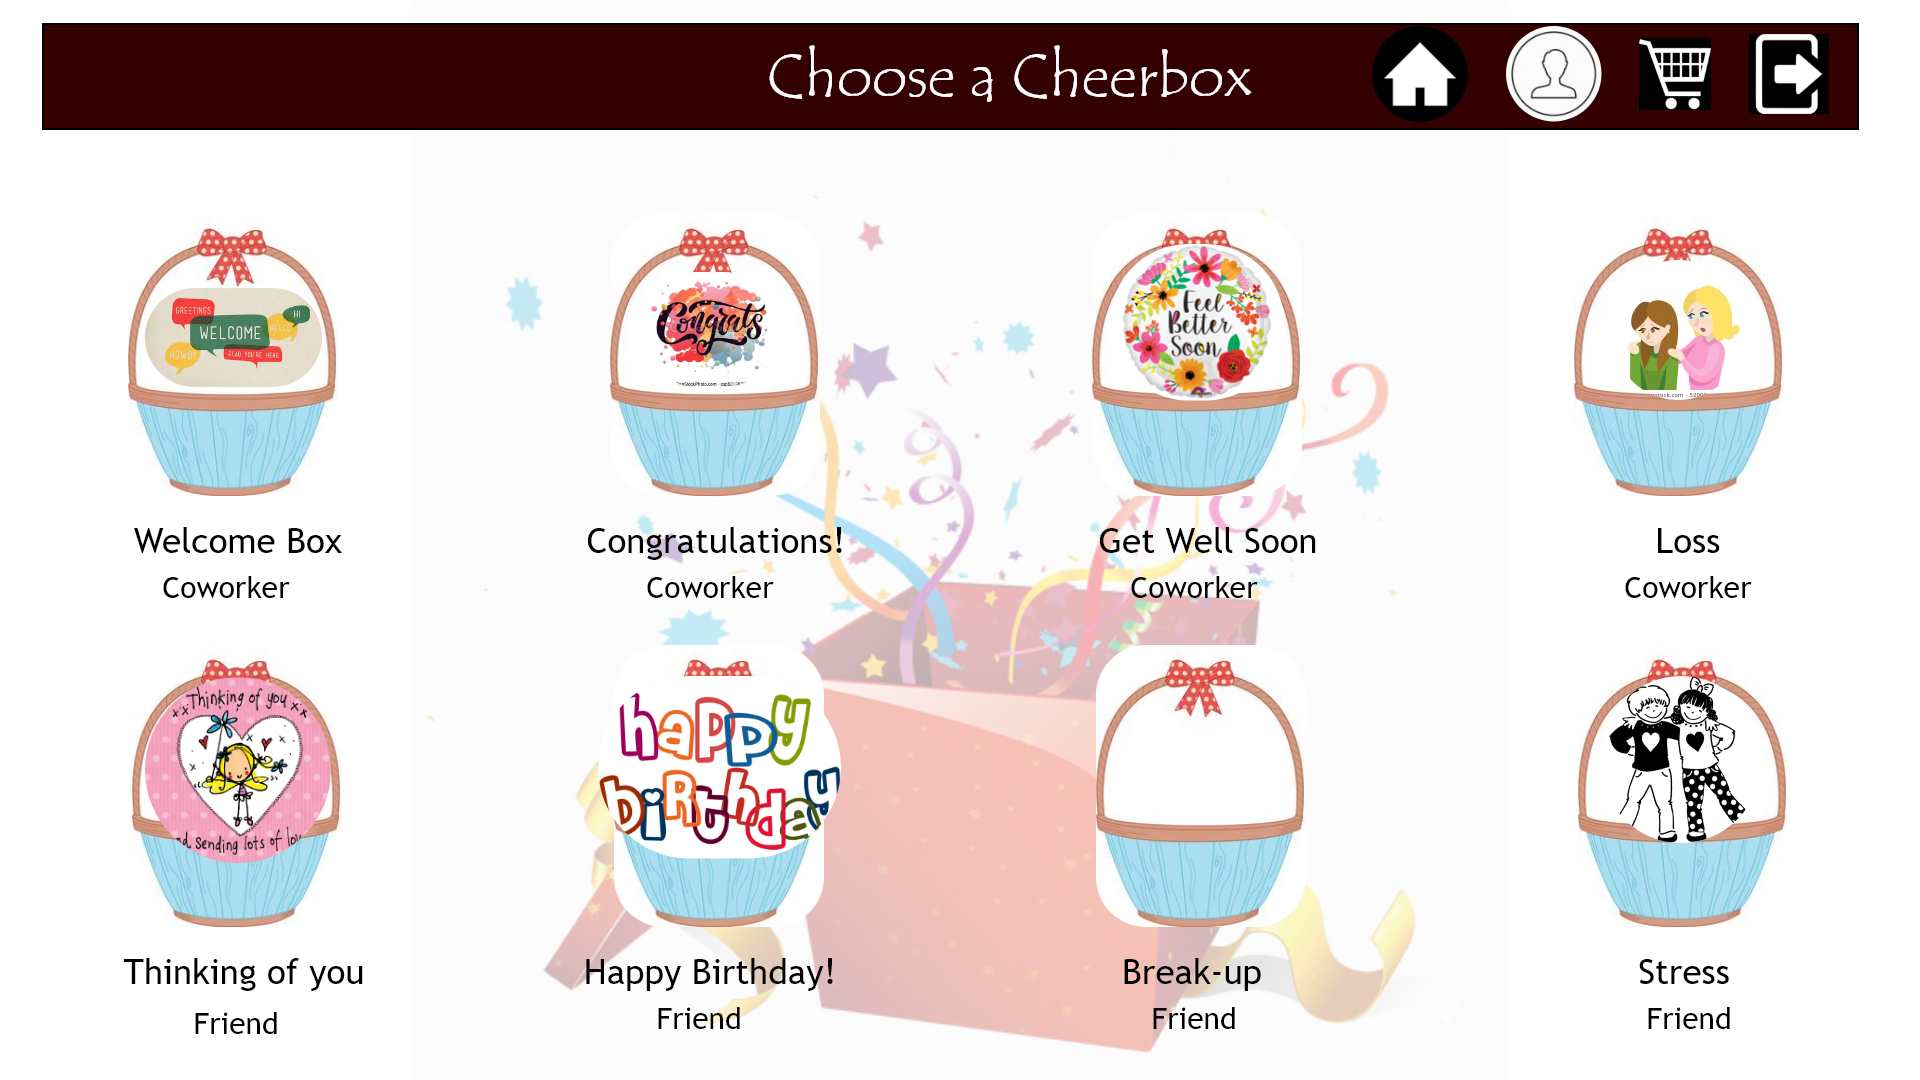 Choose a Cheerbox
GREETINGS
HI
WELCOME
HELLO
HOWDY
GLAD YOU'RE HERE
Congrats
Feel
Better
Soon
Welcome Box
Congratulations!
Get Well Soon
Loss
Coworker
Coworker
Coworker
Coworker
Thinking of you
sending lots of
happy
birthday
Thinking of you
Happy Birthday!
Break-up
Stress
Friend
Friend
Friend
Friend